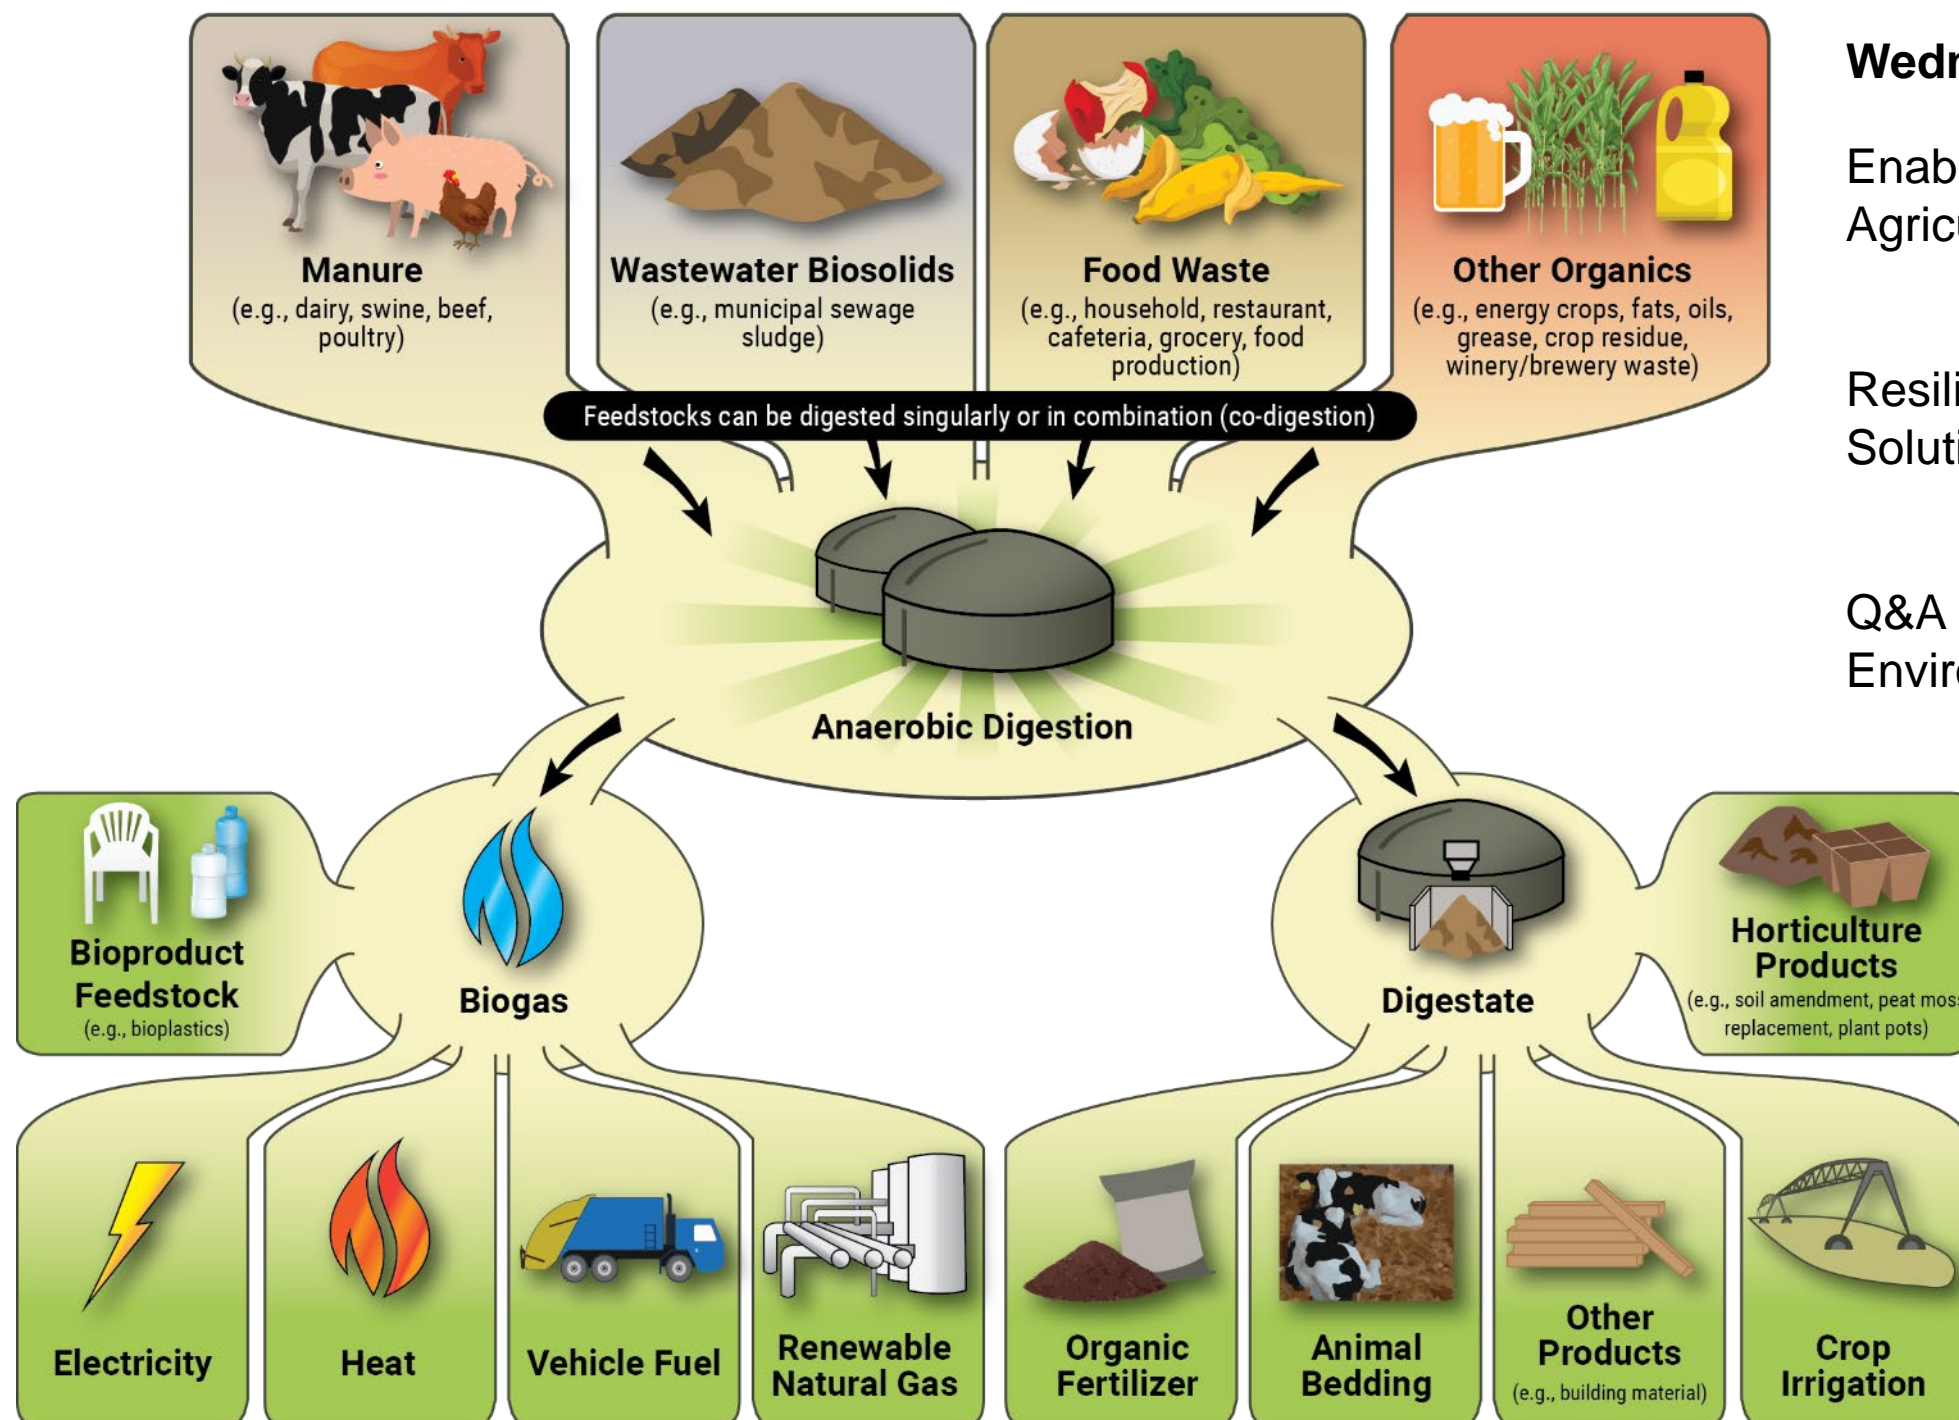 Manure
(e.g., dairy, swine, beef,
poultry)
Wastewater Biosolids
(e.g., municipal sewage
sludge)
Food Waste
(e.g., household, restaurant,
cafeteria, grocery, food
production)
Other Organics
(e.g., energy crops, fats, oils,
grease, crop residue,
winery/brewery waste)
Feedstocks can be digested singularly or in combination (co-digestion)
Anaerobic Digestion
Bioproduct
Feedstock
(e.g., bioplastics)
Biogas
Digestate
Horticulture
Products
(e.g., soil amendment, peat moss
replacement, plant pots)
Electricity
Heat
Vehicle Fuel
Renewable
Natural Gas
Organic
Fertilizer
Animal
Bedding
Other
Products
(e.g., building material)
Crop
Irrigation
Q&A